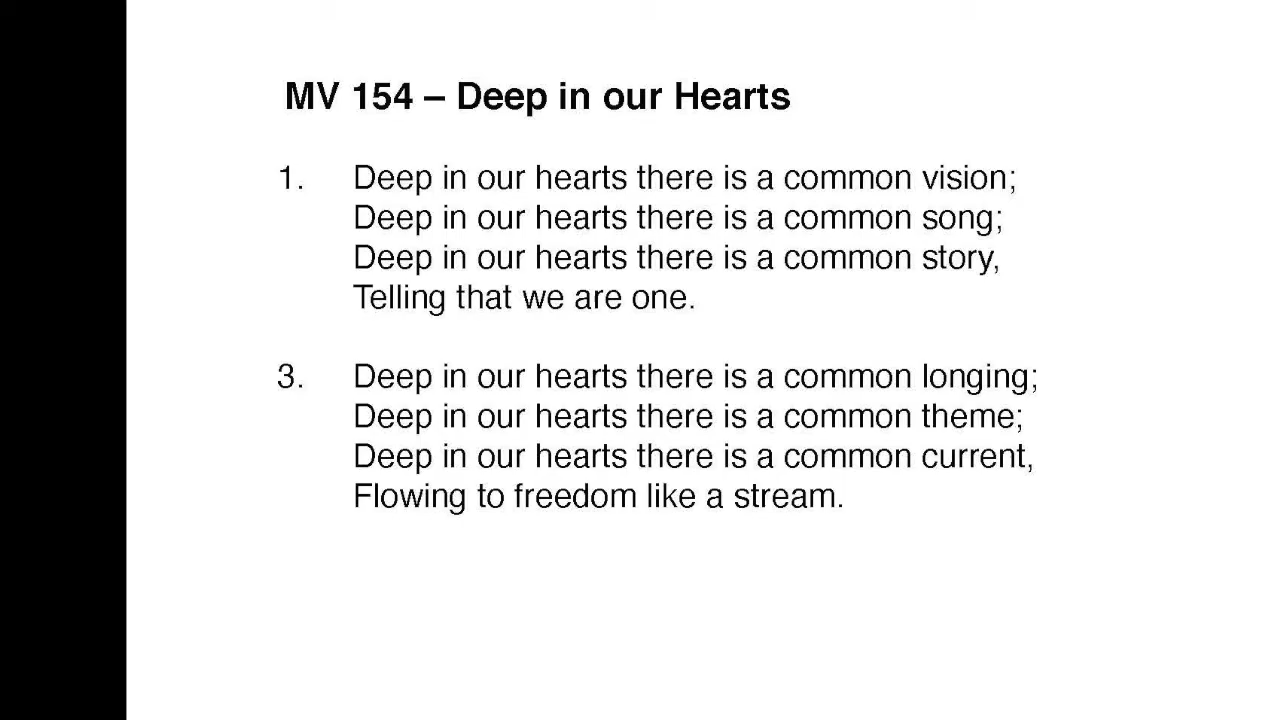 MV 154 – Deep in our Hearts
1. Deep in our hearts there is a common vision;
Deep in our hearts there is a common song;
Deep in our hearts there is a common story,
Telling that we are one.
3. Deep in our hearts there is a common longing;
Deep in our hearts there is a common theme;
Deep in our hearts there is a common current,
Flowing to freedom like a stream.